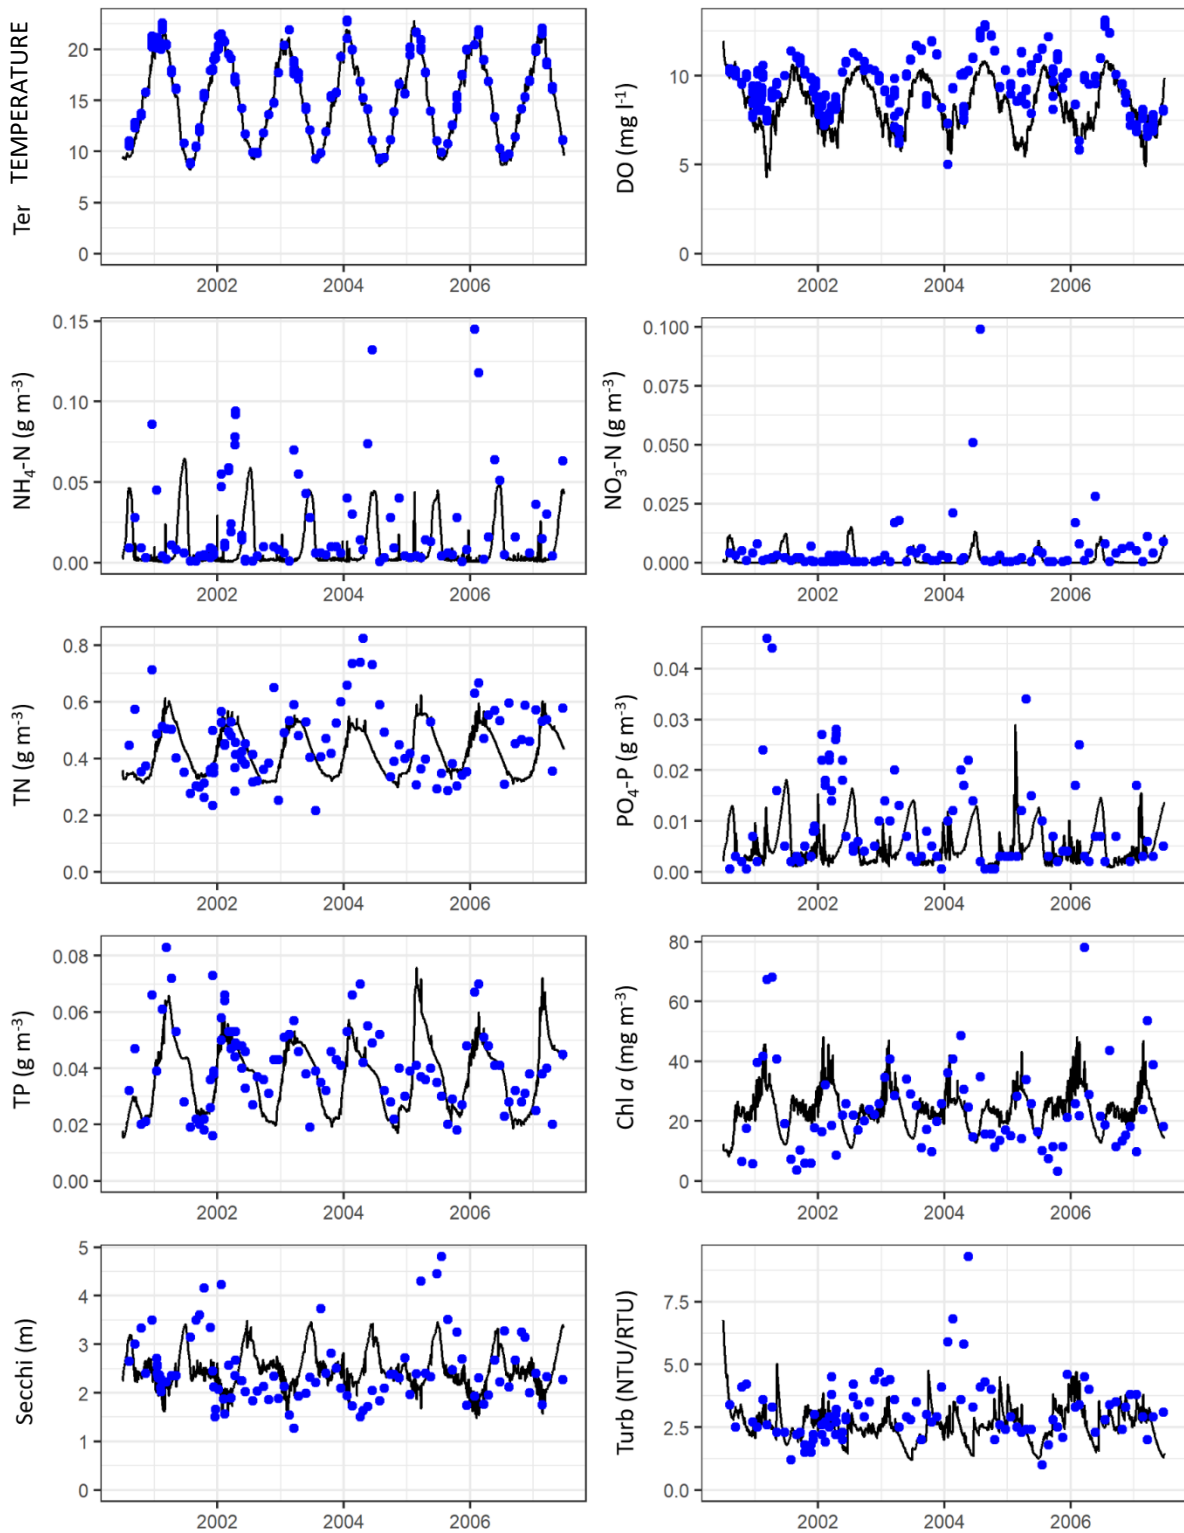 Ter TEMPERATURE
20
15
10
5
0
2002 2004 2006
DO (mg l⁻¹)
10
5
0
2002 2004 2006
NH₄-N (g m⁻³)
0.15
0.10
0.05
0.00
2002 2004 2006
NO₃-N (g m⁻³)
0.100
0.075
0.050
0.025
0.000
2002 2004 2006
TN (g m⁻³)
0.8
0.6
0.4
0.2
0.0
2002 2004 2006
PO₄-P (g m⁻³)
0.04
0.03
0.02
0.01
0.00
2002 2004 2006
TP (g m⁻³)
0.08
0.06
0.04
0.02
0.00
2002 2004 2006
Chl a (mg m⁻³)
80
60
40
20
0
2002 2004 2006
Secchi (m)
5
4
3
2
1
0
2002 2004 2006
Turb (NTU/RTU)
7.5
5.0
2.5
0.0
2002 2004 2006